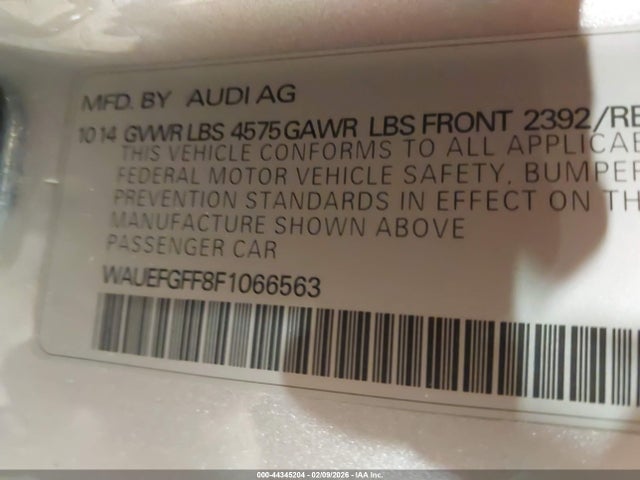 MFD. BY AUDI AG
1014 GVWR LBS 4575 GAWR LBS FRONT 2392/RE
THIS VEHICLE CONFORMS TO ALL APPLICAB
FEDERAL MOTOR VEHICLE SAFETY, BUMPER
PREVENTION STANDARDS IN EFFECT ON TH
MANUFACTURE SHOWN ABOVE
PASSENGER CAR
WAUEFGFF8F1066563
000-44345204 - 02/09/2026 - IAA Inc.